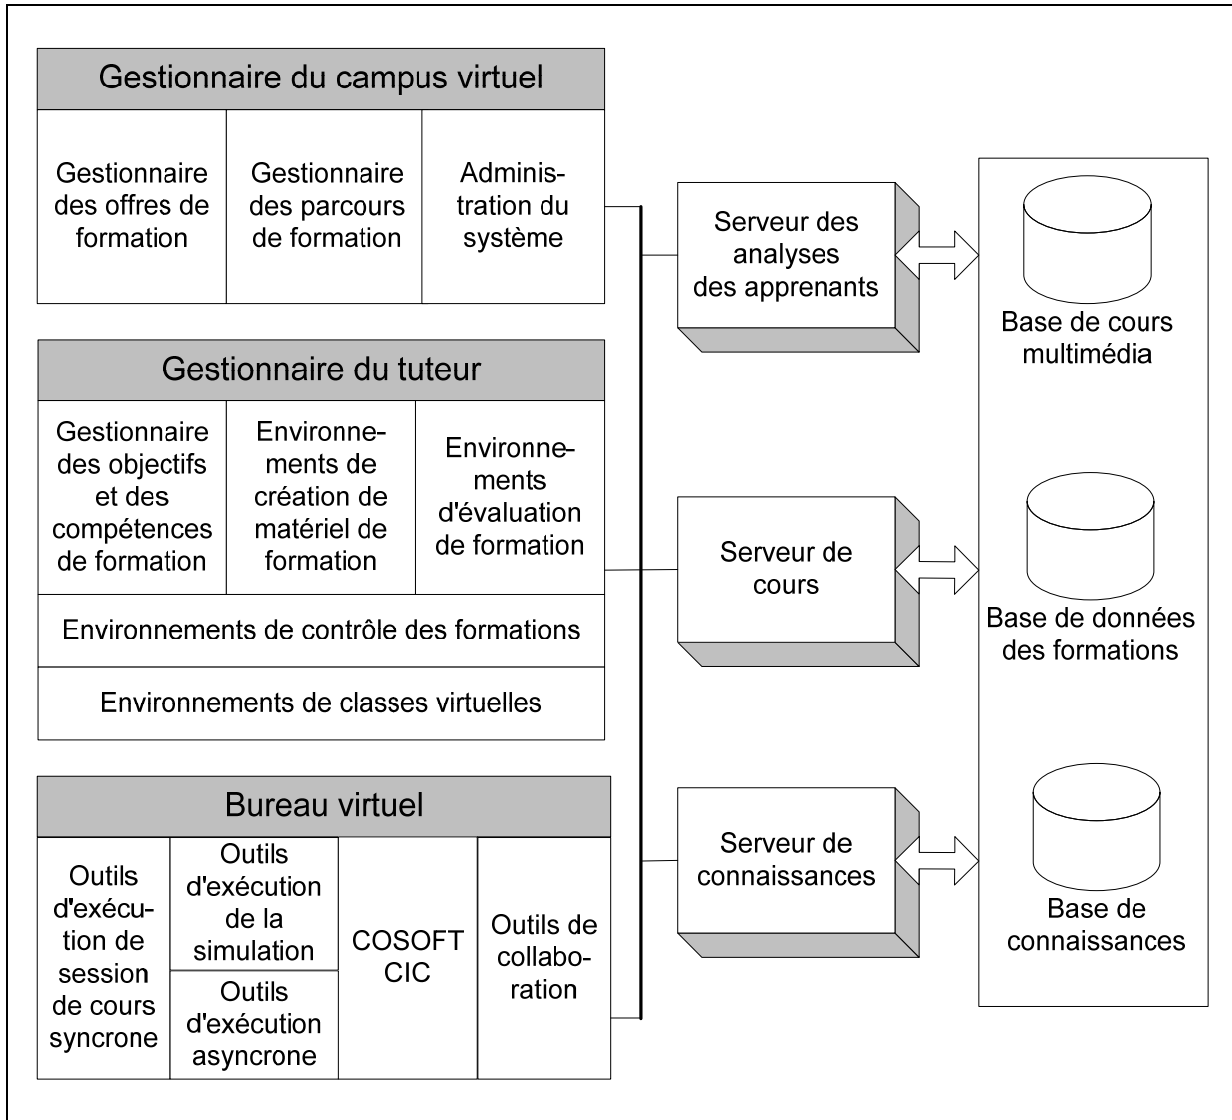 Gestionnaire du campus virtuel
Gestionnaire
des offres de
formation
Gestionnaire
des parcours
de formation
Adminis-
tration du
système
Gestionnaire du tuteur
Gestionnaire
des objectifs
et des
compétences
de formation
Environne-
ments de
création de
matériel de
formation
Environne-
ments
d'évaluation
de formation
Environnements de contrôle des formations
Environnements de classes virtuelles
Bureau virtuel
Outils
d'exécu-
tion de
session
de cours
syncrone
Outils
d'exécution
de la
simulation
Outils
d'exécution
asyncrone
COSOFT
CIC
Outils de
collabo-
ration
Serveur des
analyses
des apprenants
Serveur de
cours
Serveur de
connaissances
Base de cours
multimédia
Base de données
des formations
Base de
connaissances